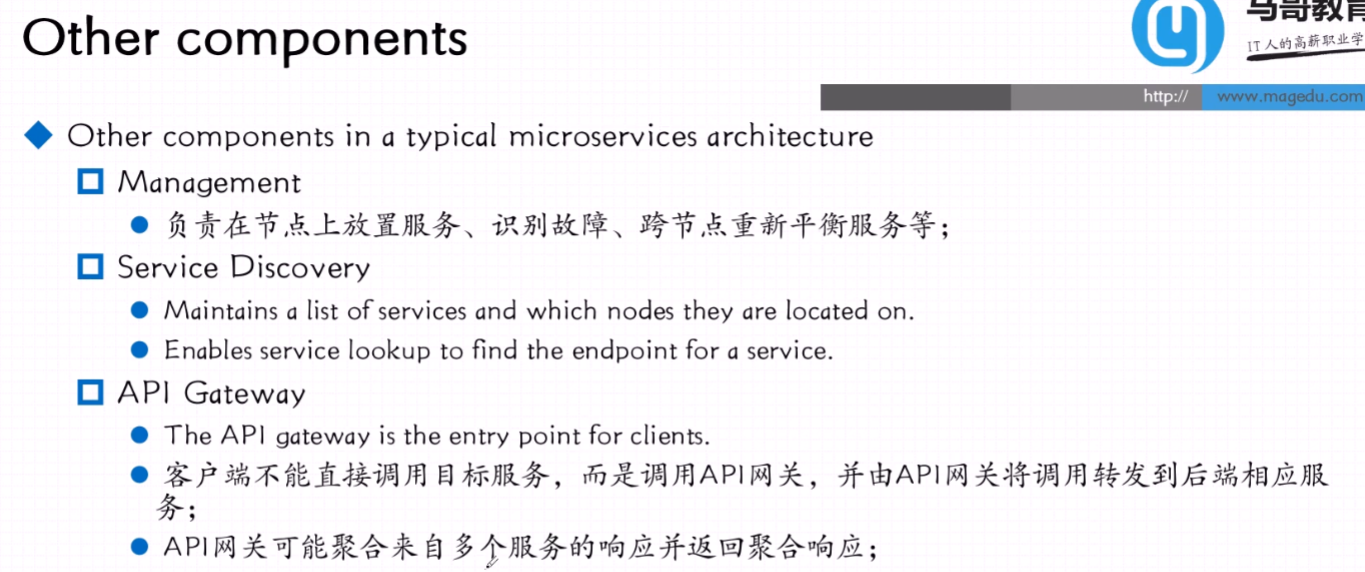 Other components
马哥教育
IT人的高薪职业学
http://
www.magedu.com
Other components in a typical microservices architecture
Management
负责在节点上放置服务、识别故障、跨节点重新平衡服务等；
Service Discovery
Maintains a list of services and which nodes they are located on.
Enables service lookup to find the endpoint for a service.
API Gateway
The API gateway is the entry point for clients.
客户端不能直接调用目标服务，而是调用API网关，并由API网关将调用转发到后端相应服
务；
API网关可能聚合来自多个服务的响应并返回聚合响应；